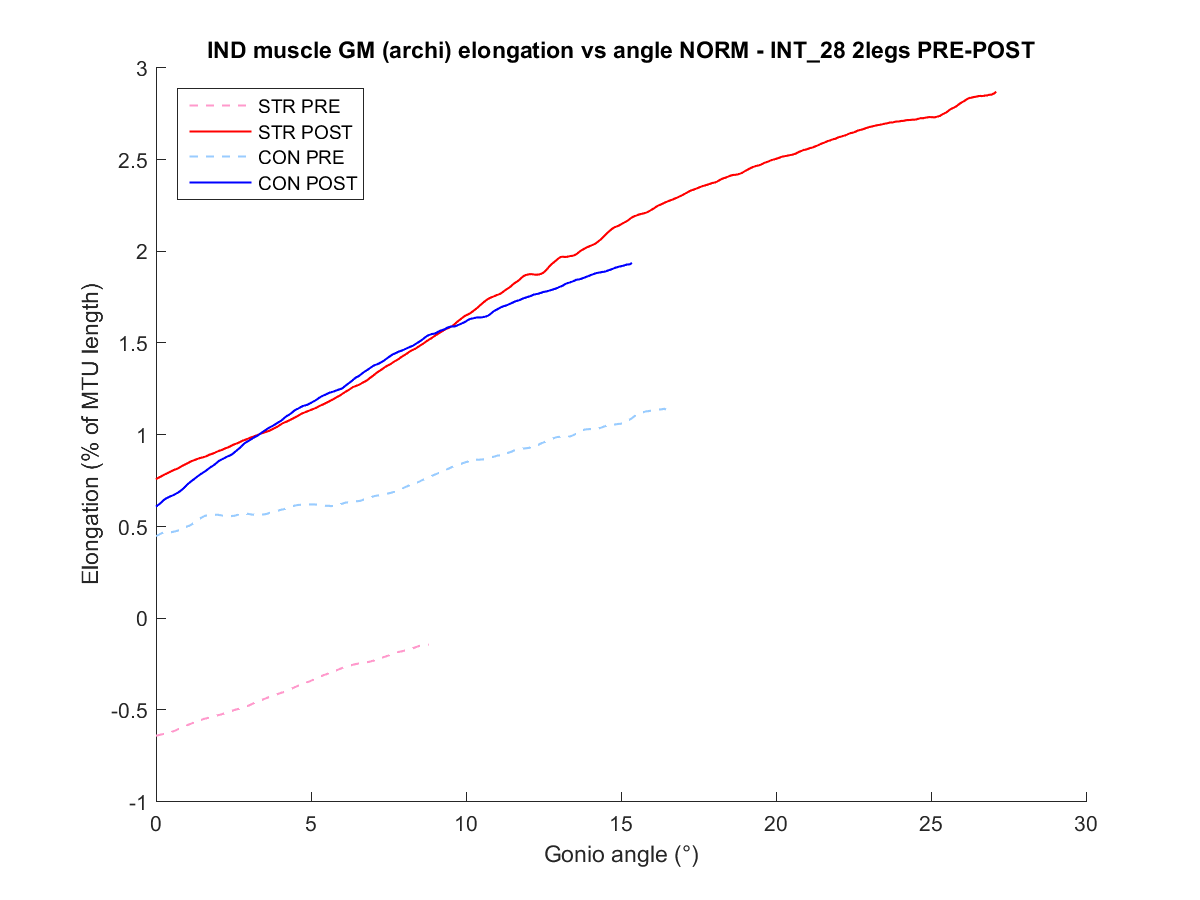 IND muscle GM (archi) elongation vs angle NORM - INT_28 2legs PRE-POST
STR PRE
STR POST
CON PRE
CON POST
Elongation (% of MTU length)
3
2.5
2
1.5
1
0.5
0
-0.5
-1
0 5 10 15 20 25 30
Gonio angle (°)